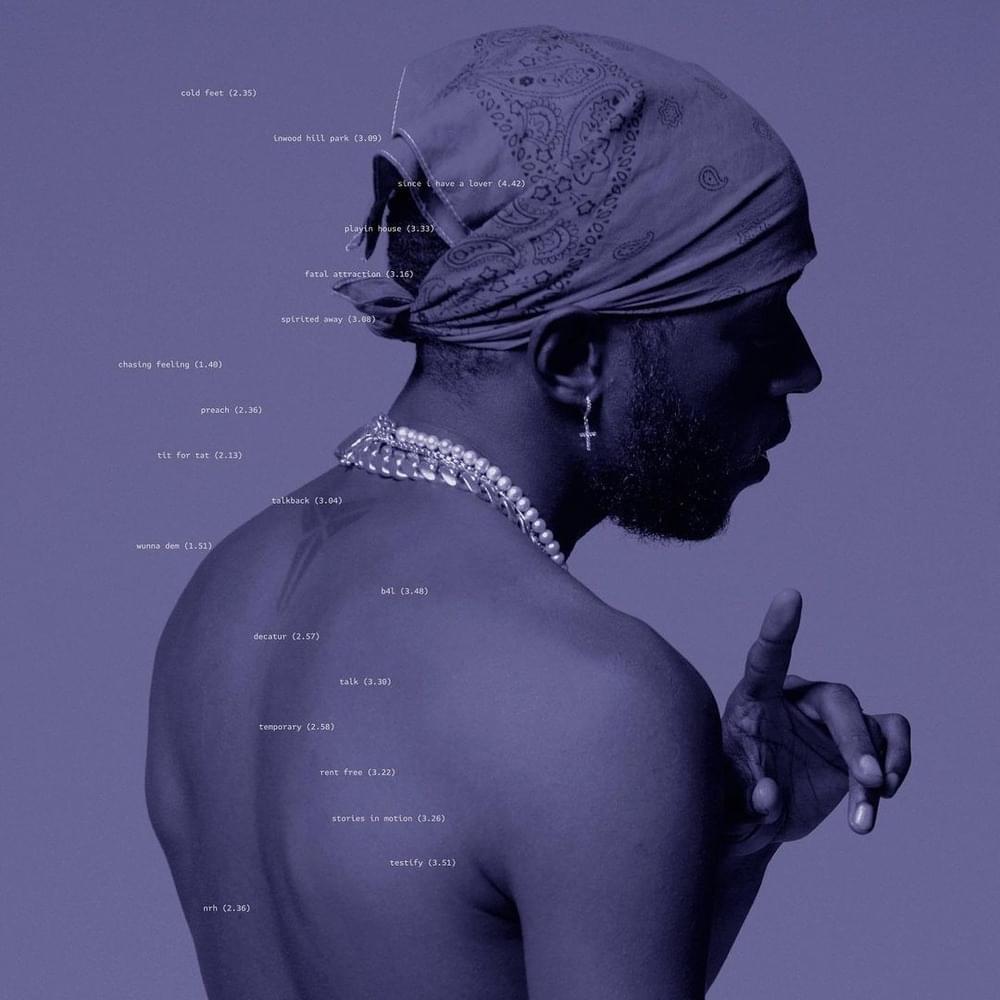 cold feet (2.35)
inwood hill park (3.09)
since i have a lover (4.42)
playin house (3.33)
fatal attraction (3.16)
spirited away (3.08)
chasing feeling (1.40)
preach (2.36)
tit for tat (2.13)
talkback (3.04)
wunna dem (1.51)
b4l (3.48)
decatur (2.57)
talk (3.30)
temporary (2.58)
rent free (3.22)
stories in motion (3.26)
testify (3.51)
nrh (2.36)